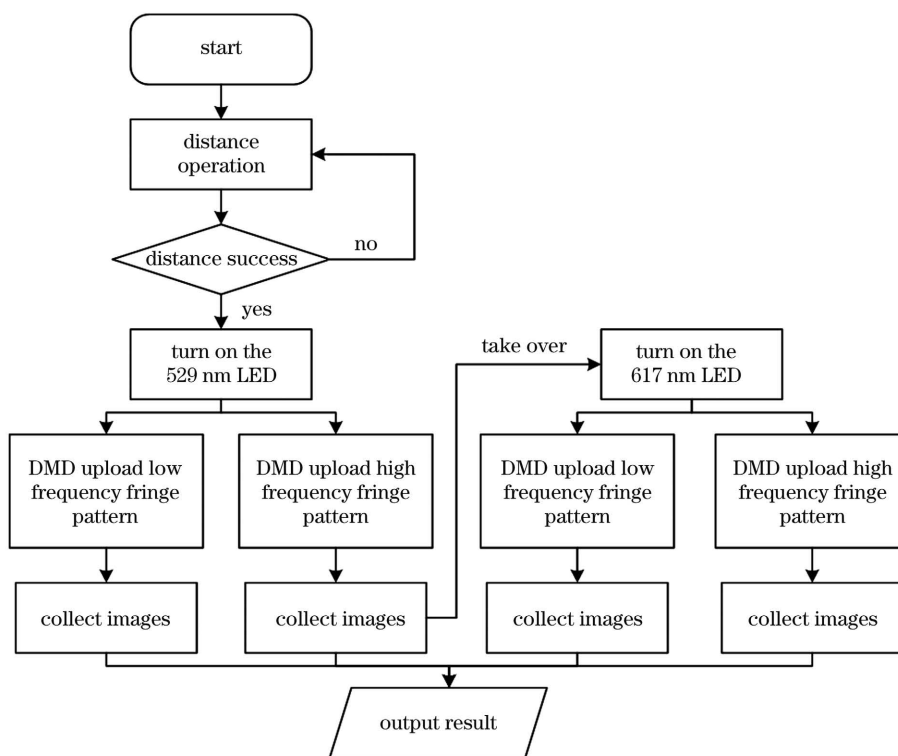 start
distance
operation
distance success
no
yes
turn on the
529 nm LED
take over
turn on the
617 nm LED
DMD upload low
frequency fringe
pattern
DMD upload high
frequency fringe
pattern
DMD upload low
frequency fringe
pattern
DMD upload high
frequency fringe
pattern
collect images
collect images
collect images
collect images
output result